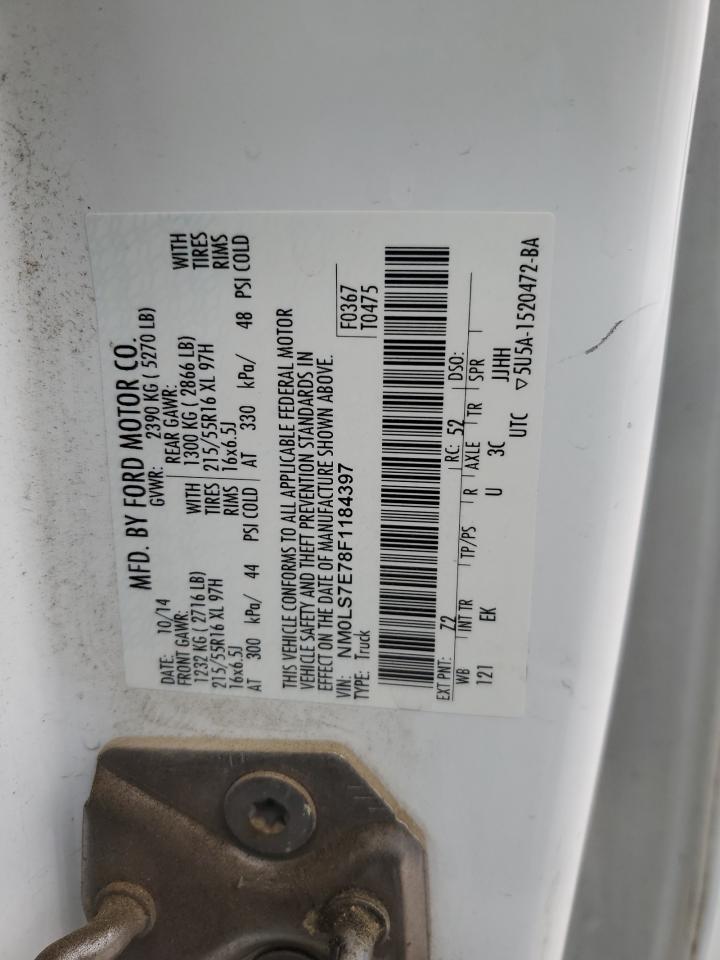 MFD. BY FORD MOTOR CO.
DATE: 10/14 GVWR: 2390 KG ( 5270 LB)
FRONT GAWR: REAR GAWR:
1232 KG ( 2716 LB) WITH 1300 KG ( 2866 LB) WITH
215/55R16 XL 97H TIRES 215/55R16 XL 97H TIRES
16x6.5J RIMS 16x6.5J RIMS
AT 300 kPa/ 44 PSI COLD AT 330 kPa/ 48 PSI COLD
THIS VEHICLE CONFORMS TO ALL APPLICABLE FEDERAL MOTOR
VEHICLE SAFETY AND THEFT PREVENTION STANDARDS IN
EFFECT ON THE DATE OF MANUFACTURE SHOWN ABOVE.
VIN: NM0LS7E78F1184397 F0367
TYPE: Truck T0475
EXT PNT: Z2 RC: 52 DSO:
WB INT TR TP/PS R AXLE TR SPR
121 EK U 3C JJHH
UTC ▽5U5A-1520472-BA